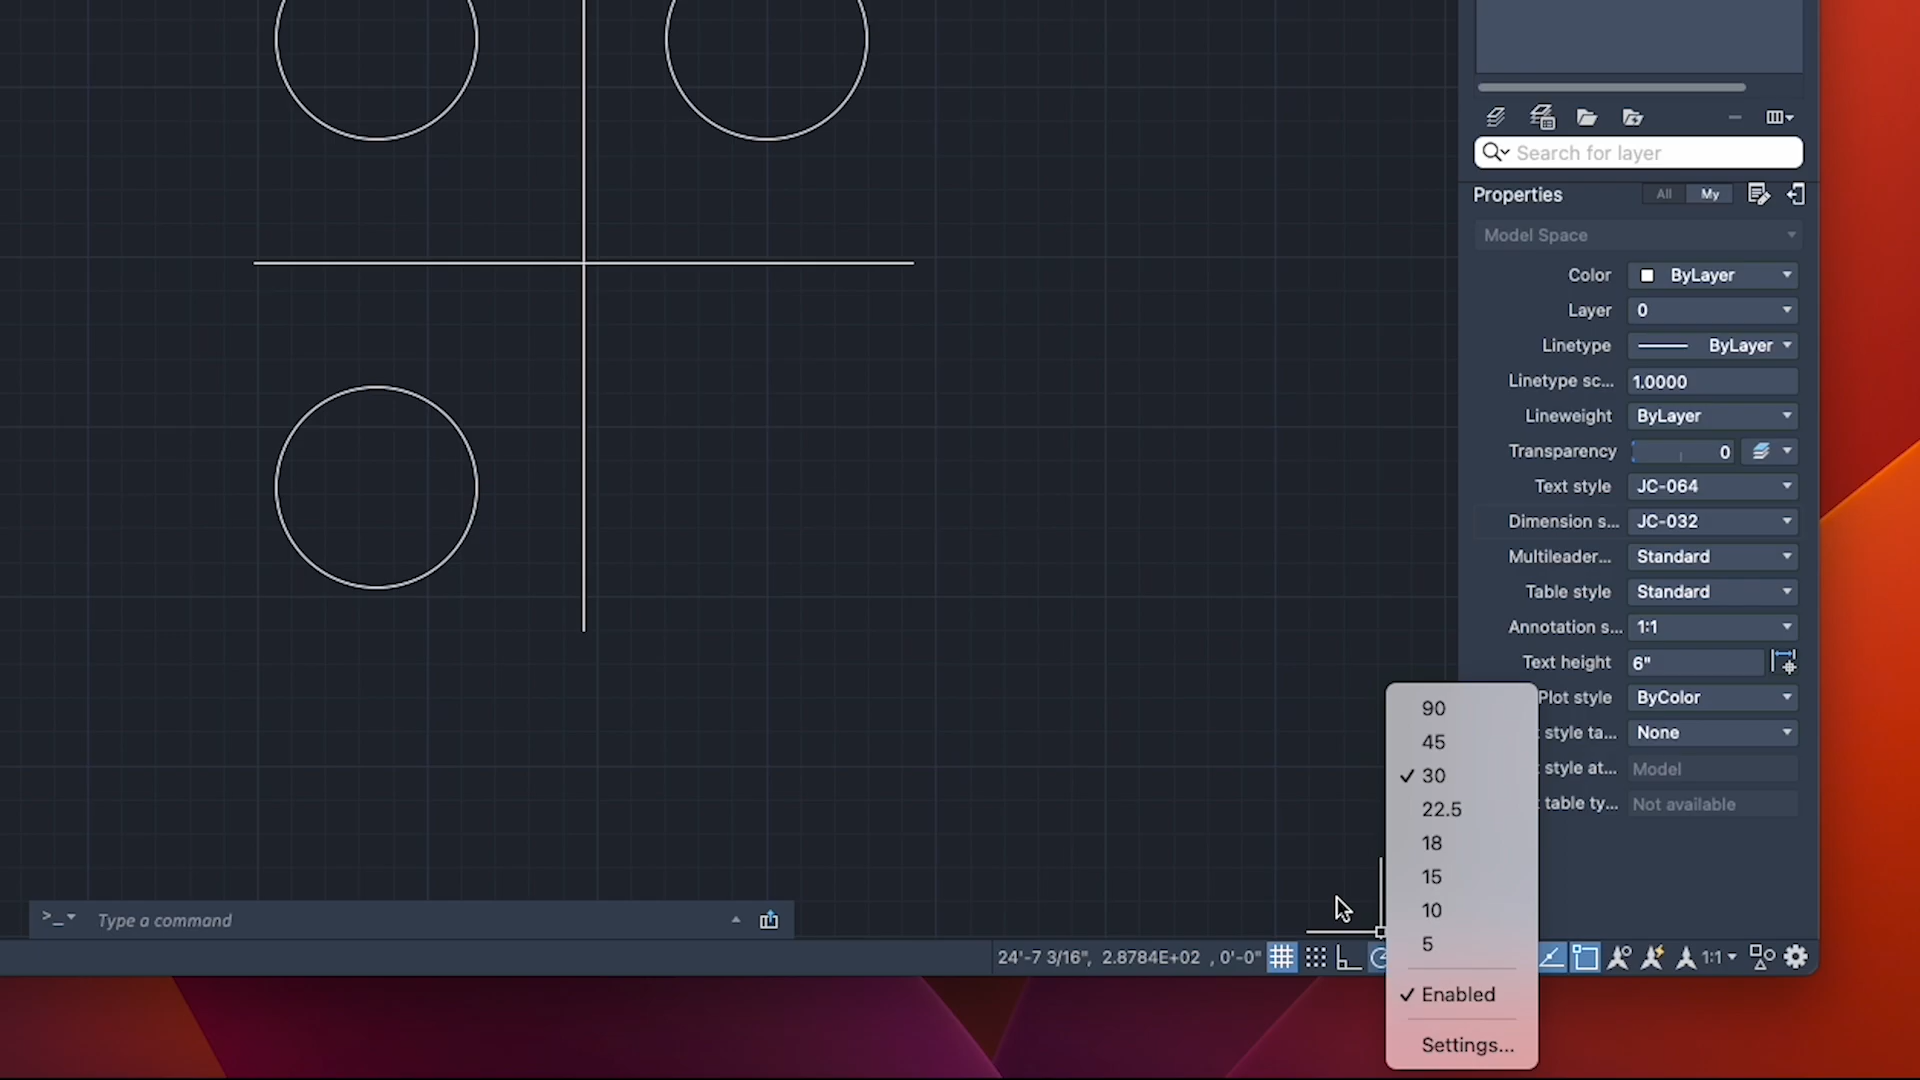 Search for layer
Properties
All
My
Model Space
Color
ByLayer
Layer
0
Linetype
ByLayer
Linetype sc...
1.0000
Lineweight
ByLayer
Transparency
0
Text style
JC-064
Dimension s...
JC-032
Multileader...
Standard
Table style
Standard
Annotation s...
1:1
Text height
6"
Plot style
ByColor
style ta...
None
style at...
Model
table ty...
Not available
90
45
30
22.5
18
15
10
5
Enabled
Settings...
>_
Type a command
24'-7 3/16", 2.8784E+02 , 0'-0"
1:1